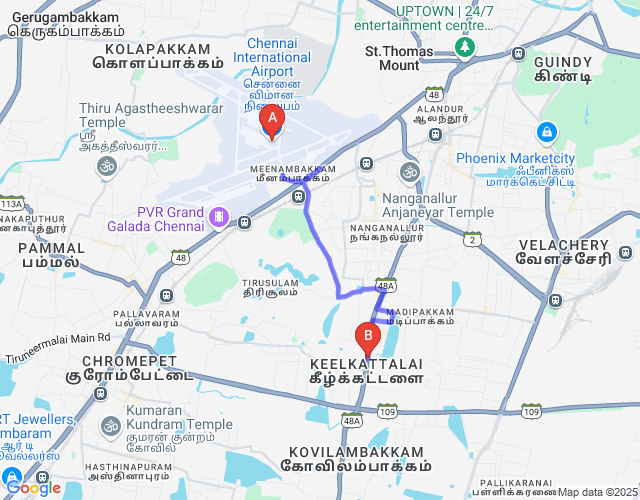 Gerugambakkam
கெருகம்பாக்கம்
KOLAPAKKAM
கொளப்பாக்கம்
Chennai
International
Airport
சென்னை
விமான
நிலையம்
UPTOWN | 24/7
entertainment centre...
St.Thomas
Mount
GUINDY
கிண்டி
48
ALANDUR
ஆலந்தூர்
Thiru Agastheeshwarar
Temple
ஸ்ரீ
அகத்தீஸ்வரர்...
A
MEENAMBAKKAM
மீனம்பாக்கம்
48
Phoenix Marketcity
ஃபீனிக்ஸ்
மார்க்கெட்சிட்டி
Nanganallur
Anjaneyar Temple
113A
NAKAPUTHUR
னகாபுத்தூர்
PVR Grand
Galada Chennai
PAMMAL
பம்மல்
48
NANGANALLUR
நங்கநல்லூர்
2
VELACHERY
வேளச்சேரி
TIRUSULAM
திரிசூலம்
48A
MADIPAKKAM
மடிப்பாக்கம்
PALLAVARAM
பல்லாவரம்
Tiruneermalai Main Rd
B
CHROMEPET
குரோம்பேட்டை
KEELKATTALAI
கீழ்க்கட்டளை
109
109
48A
Kumaran
Kundram Temple
குமரன் குன்றம்
கோவில்
RT Jewellers,
mbaram
KOVILAMBAKKAM
கோவிலம்பாக்கம்
HASTHINAPURAM
அஸ்தினாபுரம்
PALLIKARANAI
பள்ளிக்கரணை
Google
Map data ©2025